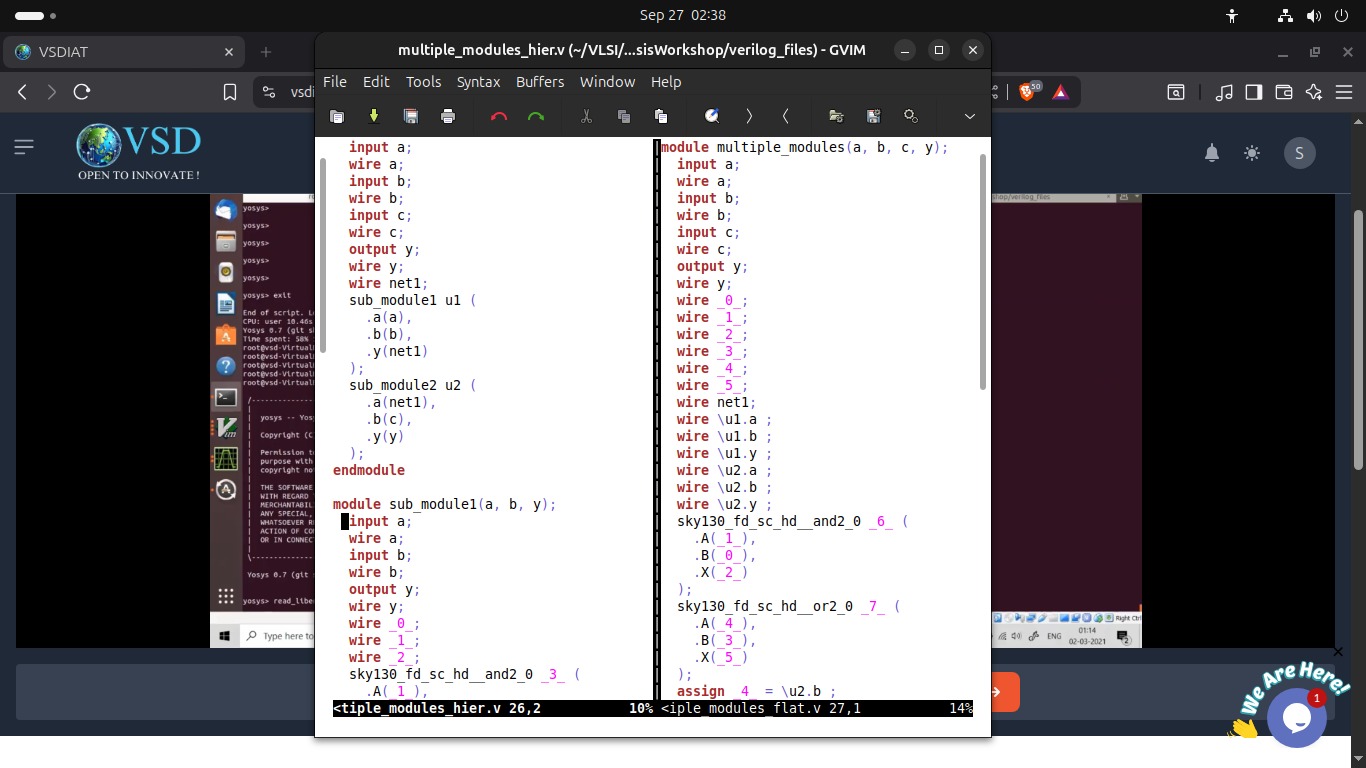 Sep 27 02:38
VSDIAT
multiple_modules_hier.v (~/VLSI/...sisWorkshop/verilog_files) - GVIM
vsdi
50
File Edit Tools Syntax Buffers Window Help
VSD
OPEN TO INNOVATE !
S
input a;
wire a;
input b;
wire b;
input c;
wire c;
output y;
wire y;
wire net1;
sub_module1 u1 (
.a(a),
.b(b),
.y(net1)
);
sub_module2 u2 (
.a(net1),
.b(c),
.y(y)
);
endmodule
module sub_module1(a, b, y);
input a;
wire a;
input b;
wire b;
output y;
wire y;
wire _0_;
wire _1_;
wire _2_;
sky130_fd_sc_hd__and2_0 _3_ (
.A(_1_),
<tiple_modules_hier.v 26,2 10%
module multiple_modules(a, b, c, y);
input a;
wire a;
input b;
wire b;
input c;
wire c;
output y;
wire y;
wire _0_;
wire _1_;
wire _2_;
wire _3_;
wire _4_;
wire _5_;
wire net1;
wire \u1.a ;
wire \u1.b ;
wire \u1.y ;
wire \u2.a ;
wire \u2.b ;
wire \u2.y ;
sky130_fd_sc_hd__and2_0 _6_ (
.A(_1_),
.B(_0_),
.X(_2_)
);
sky130_fd_sc_hd__or2_0 _7_ (
.A(_4_),
.B(_3_),
.X(_5_)
);
assign _4_ = \u2.b ;
<iple_modules_flat.v 27,1 14%
yosys>
yosys>
yosys>
yosys>
yosys>
yosys> exit
End of script. L
CPU: user 10.46s
Yosys 0.7 (git s
Time spent: 58%
root@vsd-Virtual
root@vsd-Virtual
root@vsd-Virtual
root@vsd-Virtual
root@vsd-Virtual
yosys -- Yos
Copyright (C
Permission t
purpose with
copyright no
THE SOFTWARE
WITH REGARD
MERCHANTABIL
ANY SPECIAL,
WHATSOEVER R
ACTION OF CO
OR IN CONNEC
Yosys 0.7 (git
yosys> read_libe
Type here to
shop/verilog_files
Right Ctrl
ENG
01:14
02-03-2021
2
We Are Here!
1